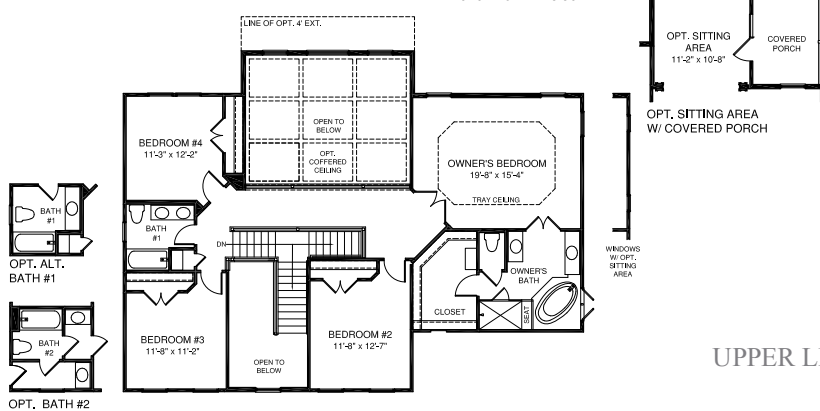 LINE OF OPT. 4' EXT.
OPT. SITTING
AREA
11'-2" x 10'-8"
COVERED
PORCH
OPT. SITTING AREA
W/ COVERED PORCH
BEDROOM #4
11'-3" x 12'-2"
OPEN TO
BELOW
OPT.
COFFERED
CEILING
OWNER'S BEDROOM
19'-8" x 15'-4"
TRAY CEILING
BATH
#1
OPT. ALT.
BATH #1
BATH
#1
DN
WINDOWS
W/ OPT.
SITTING
AREA
OWNER'S
BATH
CLOSET
SEAT
BATH
#2
OPT. BATH #2
BEDROOM #3
11'-8" x 11'-2"
OPEN TO
BELOW
BEDROOM #2
11'-8" x 12'-7"
UPPER